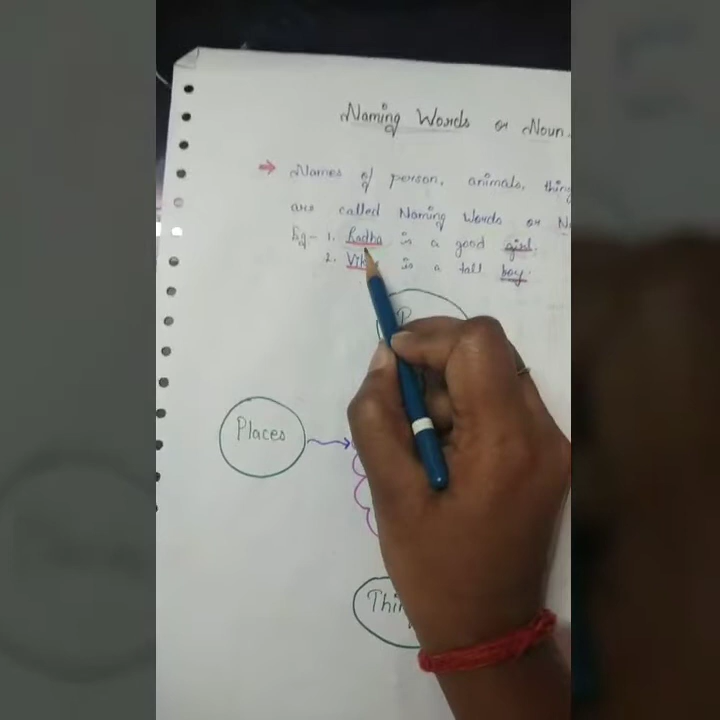 Naming Words or Noun.
→ Names of person, animals,
are called Naming Words or
Eg- 1. Radha is a good girl.
2. is a tall boy.
Places